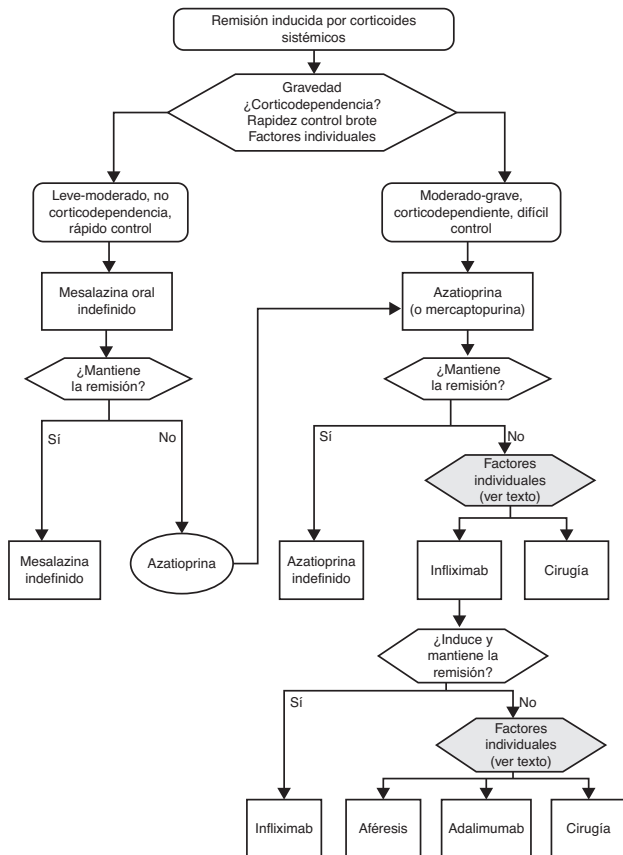 Remisión inducida por corticoides
sistémicos
Gravedad
¿Corticodependencia?
Rapidez control brote
Factores individuales
Leve-moderado, no
corticodependencia,
rápido control
Moderado-grave,
corticodependiente, difícil
control
Mesalazina oral
indefinido
Azatioprina
(o mercaptopurina)
¿Mantiene
la remisión?
¿Mantiene
la remisión?
Sí
No
Sí
No
Factores
individuales
(ver texto)
Mesalazina
indefinido
Azatioprina
Azatioprina
indefinido
Infliximab
Cirugía
¿Induce y
mantiene la
remisión?
Sí
No
Factores
individuales
(ver texto)
Infliximab
Aféresis
Adalimumab
Cirugía